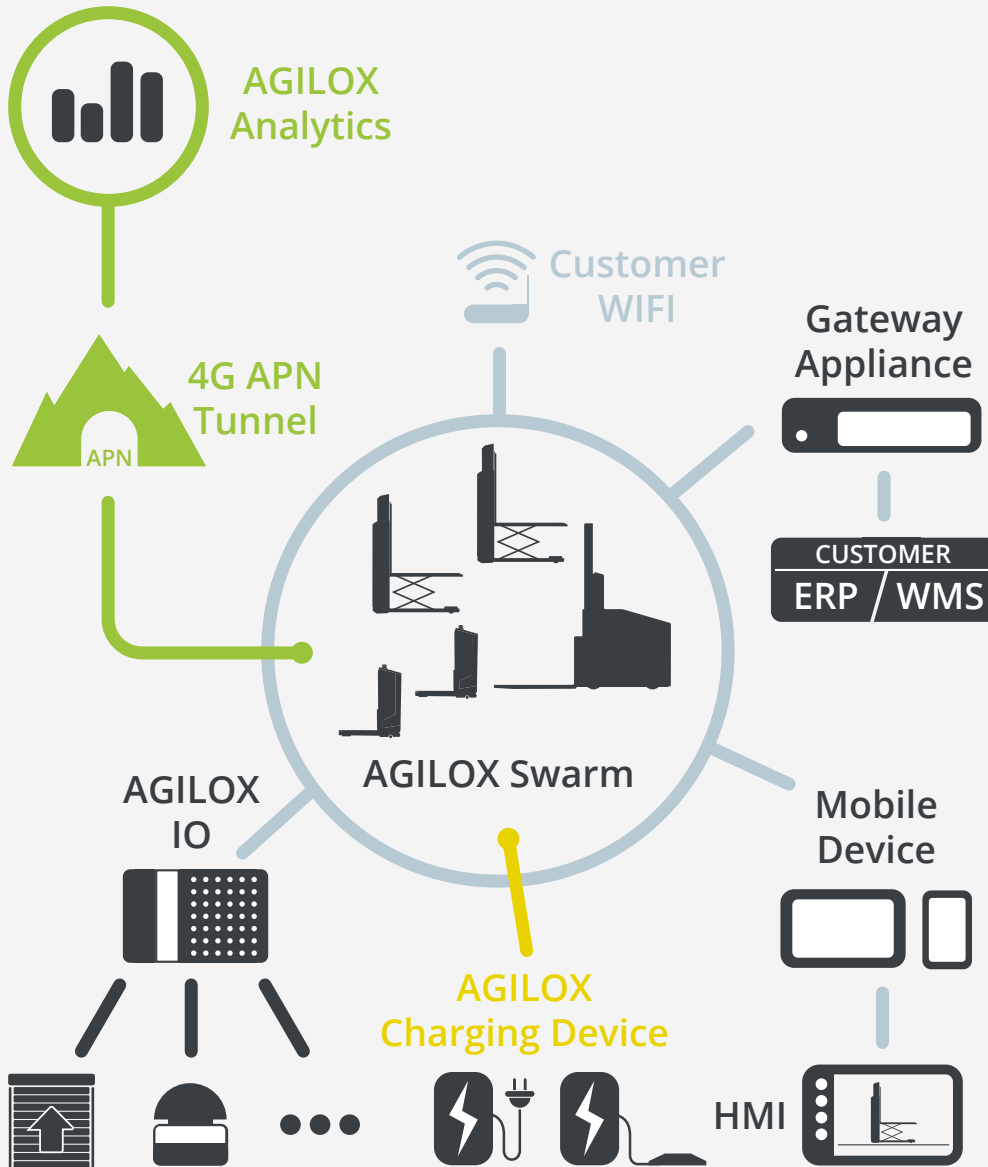 AGILOX
Analytics
Customer
WIFI
Gateway
Appliance
4G APN
Tunnel
APN
CUSTOMER
ERP / WMS
AGILOX Swarm
AGILOX
IO
Mobile
Device
AGILOX
Charging Device
HMI